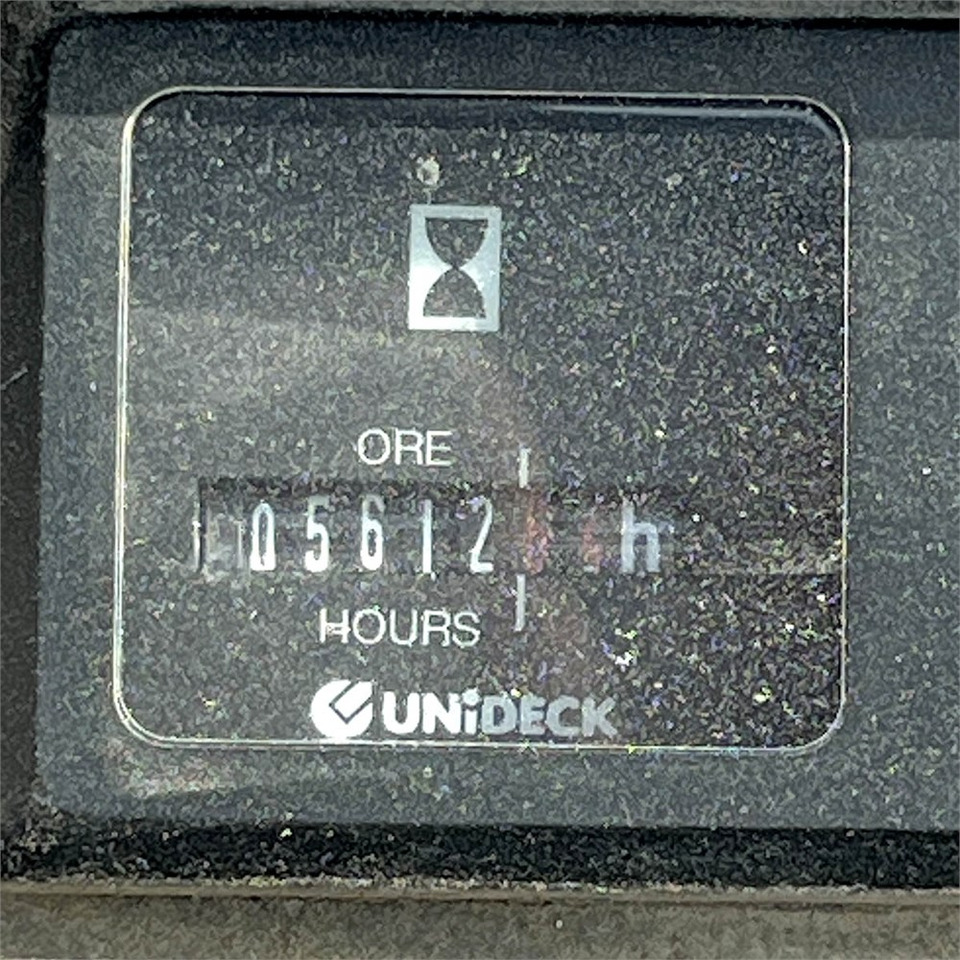 ORE
05612 h
HOURS
UNiDECK